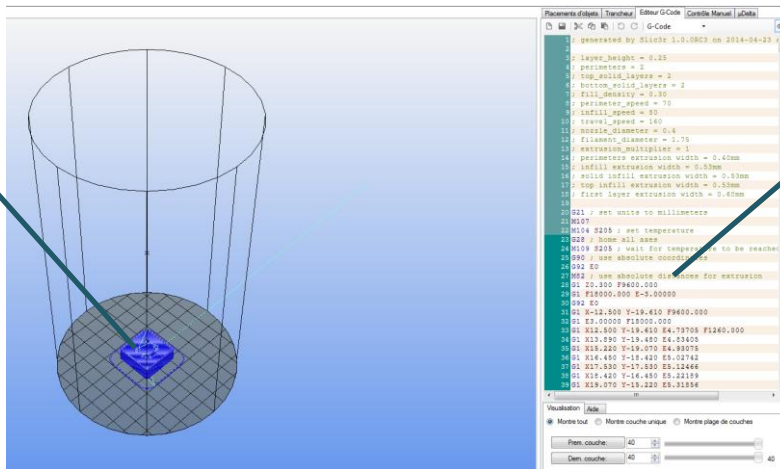 Placements d'objets Trancheur Editeur G-Code Contrôle Manuel µDelta
G-Code
1 ; generated by Slic3r 1.0.0RC3 on 2014-04-23
2
3 ; layer_height = 0.25
4 ; perimeters = 2
5 ; top_solid_layers = 2
6 ; bottom_solid_layers = 2
7 ; fill_density = 0.30
8 ; perimeter_speed = 70
9 ; infill_speed = 80
10 ; travel_speed = 160
11 ; nozzle_diameter = 0.4
12 ; filament_diameter = 1.75
13 ; extrusion_multiplier = 1
14 ; perimeters extrusion width = 0.40mm
15 ; infill extrusion width = 0.53mm
16 ; solid infill extrusion width = 0.53mm
17 ; top infill extrusion width = 0.53mm
18 ; first layer extrusion width = 0.60mm
19
20 G21 ; set units to millimeters
21 M107
22 M104 S205 ; set temperature
23 G28 ; home all axes
24 M109 S205 ; wait for temperature to be reached
25 G90 ; use absolute coordinates
26 G92 E0
27 M82 ; use absolute distances for extrusion
28 G1 Z0.300 F9600.000
29 G1 F18000.000 E-3.00000
30 G92 E0
31 G1 X-12.500 Y-19.610 F9600.000
32 G1 E3.00000 F18000.000
33 G1 X12.500 Y-19.610 E4.73705 F1260.000
34 G1 X13.890 Y-19.480 E4.83405
35 G1 X15.220 Y-19.070 E4.93075
36 G1 X16.450 Y-18.420 E5.02742
37 G1 X17.530 Y-17.530 E5.12466
38 G1 X18.420 Y-16.450 E5.22189
39 G1 X19.070 Y-15.220 E5.31856
Visualisation Aide
Montre tout Montre couche unique Montre plage de couches
Prem. couche: 40
Dern. couche: 40 40